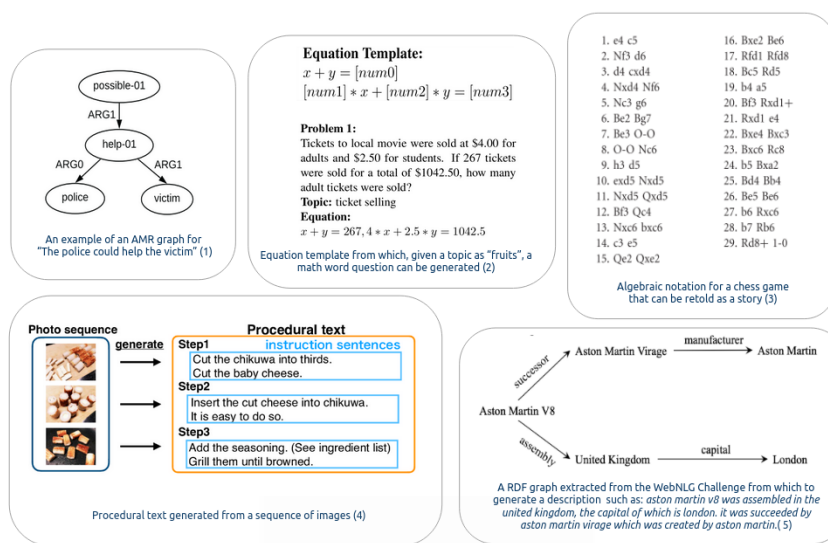 possible-01
ARG1
help-01
ARG0
ARG1
police
victim
An example of an AMR graph for
“The police could help the victim” (1)
Equation Template:
x + y = [num0]
[num1] * x + [num2] * y = [num3]
Problem 1:
Tickets to local movie were sold at $4.00 for
adults and $2.50 for students. If 267 tickets
were sold for a total of $1042.50, how many
adult tickets were sold?
Topic: ticket selling
Equation:
x + y = 267, 4 * x + 2.5 * y = 1042.5
Equation template from which, given a topic as “fruits”, a
math word question can be generated (2)
1. e4 c5
2. Nf3 d6
3. d4 cxd4
4. Nxd4 Nf6
5. Nc3 g6
6. Be2 Bg7
7. Be3 O-O
8. O-O Nc6
9. h3 d5
10. exd5 Nxd5
11. Nxd5 Qxd5
12. Bf3 Qc4
13. Nxc6 bxc6
14. c3 e5
15. Qe2 Qxe2
16. Bxe2 Be6
17. Rfd1 Rfd8
18. Bc5 Rd5
19. b4 a5
20. Bf3 Rxd1+
21. Rxd1 e4
22. Bxe4 Bxc3
23. Bxc6 Rc8
24. b5 Bxa2
25. Bd4 Bb4
26. Be5 Be6
27. b6 Rxc6
28. b7 Rb6
29. Rd8+ 1-0
Algebraic notation for a chess game
that can be retold as a story (3)
Photo sequence
generate
Procedural text
Step1
instruction sentences
Cut the chikuwa into thirds.
Cut the baby cheese.
Step2
Insert the cut cheese into chikuwa.
It is easy to do so.
Step3
Add the seasoning. (See ingredient list)
Grill them until browned.
Procedural text generated from a sequence of images (4)
Aston Martin V8
successor
Aston Martin Virage
manufacturer
Aston Martin
assembly
United Kingdom
capital
London
A RDF graph extracted from the WebNLG Challenge from which to
generate a description such as: aston martin v8 was assembled in the
united kingdom, the capital of which is london. it was succeeded by
aston martin virage which was created by aston martin.( 5)